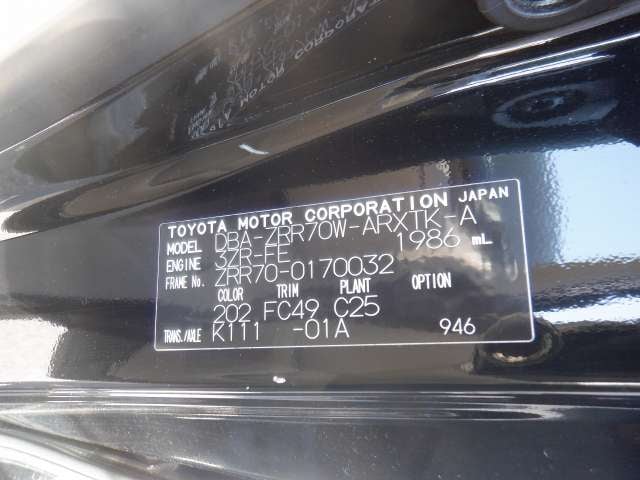 TOYOTA MOTOR CORPORATION JAPAN
MODEL DBA-ZRR70W-ARXTK-A
ENGINE 3ZR-FE 1986 mL
FRAME No. ZRR70-0170032
COLOR TRIM PLANT OPTION
202 FC49 C25
TRANS./AXLE K111 -01A 946